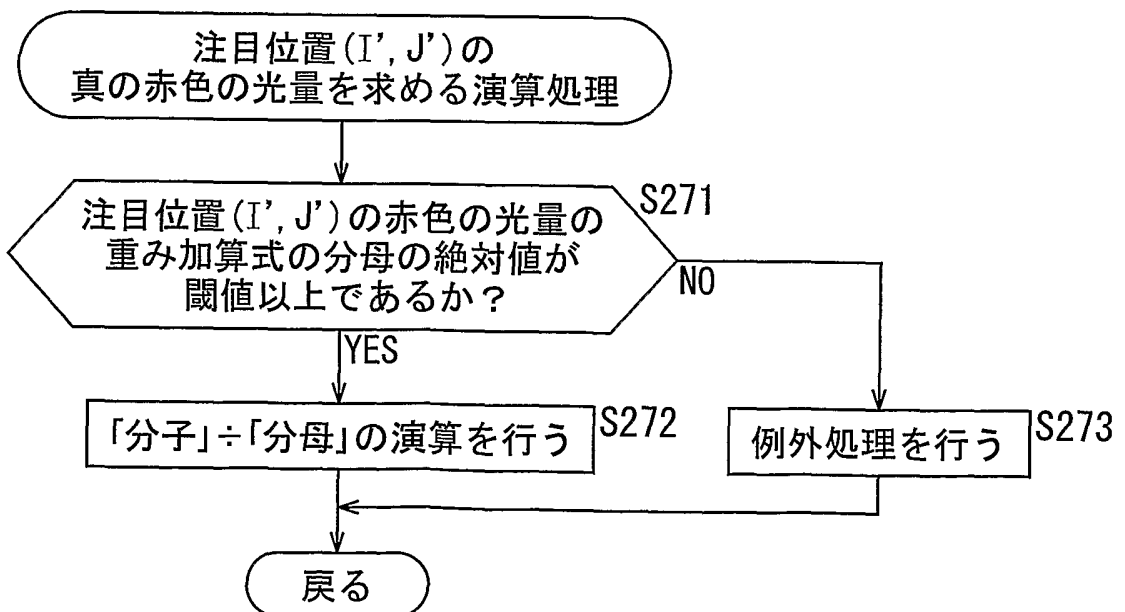 注目位置(I', J')の
真の赤色の光量を求める演算処理
注目位置(I', J')の赤色の光量の
重み加算式の分母の絶対値が
閾値以上であるか?
S271
NO
YES
「分子」÷「分母」の演算を行う
S272
例外処理を行う
S273
戻る